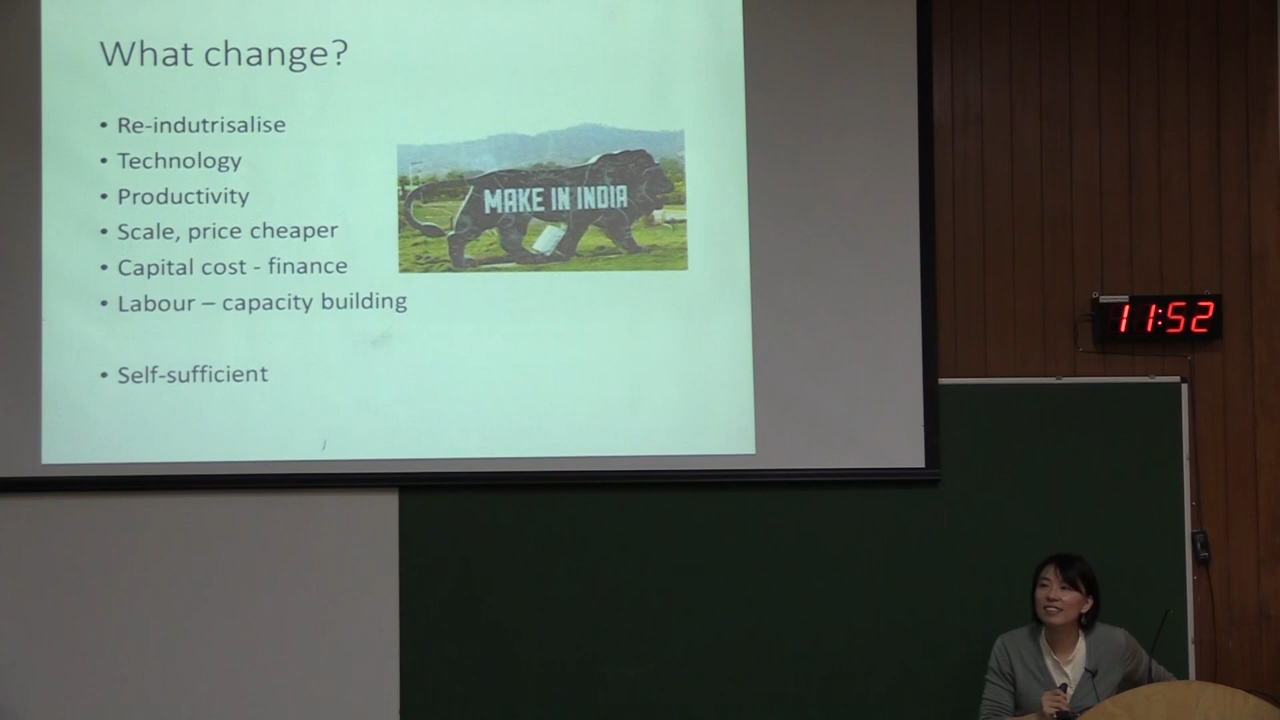 What change?
• Re-indutrisalise
• Technology
• Productivity
• Scale, price cheaper
• Capital cost - finance
• Labour – capacity building
• Self-sufficient
MAKE IN INDIA
11:52